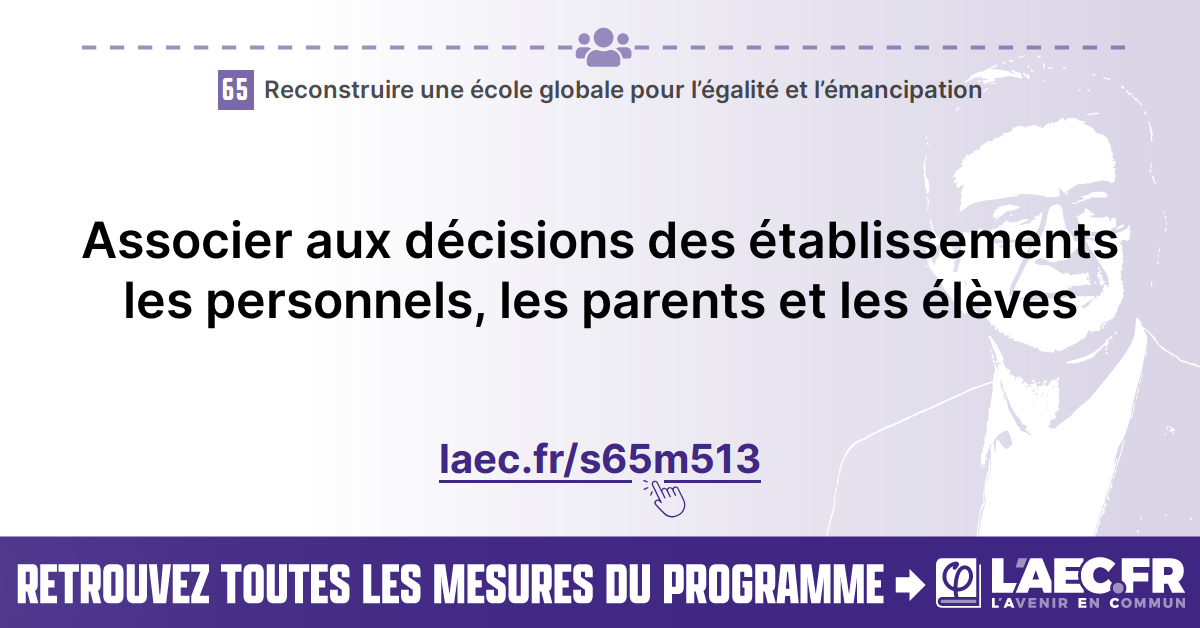 65 Reconstruire une école globale pour l’égalité et l’émancipation
Associer aux décisions des établissements
les personnels, les parents et les élèves
laec.fr/s65m513
RETROUVEZ TOUTES LES MESURES DU PROGRAMME
L'AEC.FR
L'AVENIR EN COMMUN